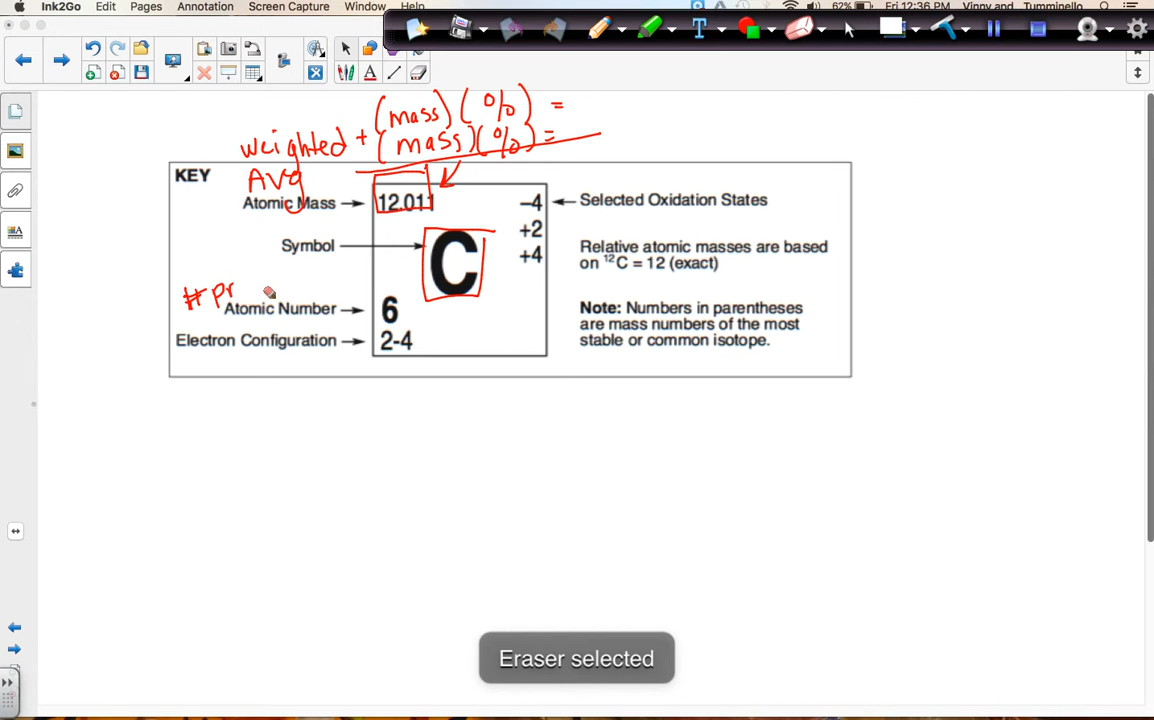 Ink2Go Edit Pages Annotation Screen Capture Window Help 62% Fri 12:36 PM Vinny and Tumminello
(mass)(%) =
weighted + (mass)(%) =
Avg
KEY
Atomic Mass 12.011 –4 Selected Oxidation States
+2
Symbol C +4
Relative atomic masses are based
on ¹²C = 12 (exact)
# pr
Atomic Number 6
Electron Configuration 2-4
Note: Numbers in parentheses
are mass numbers of the most
stable or common isotope.
Eraser selected